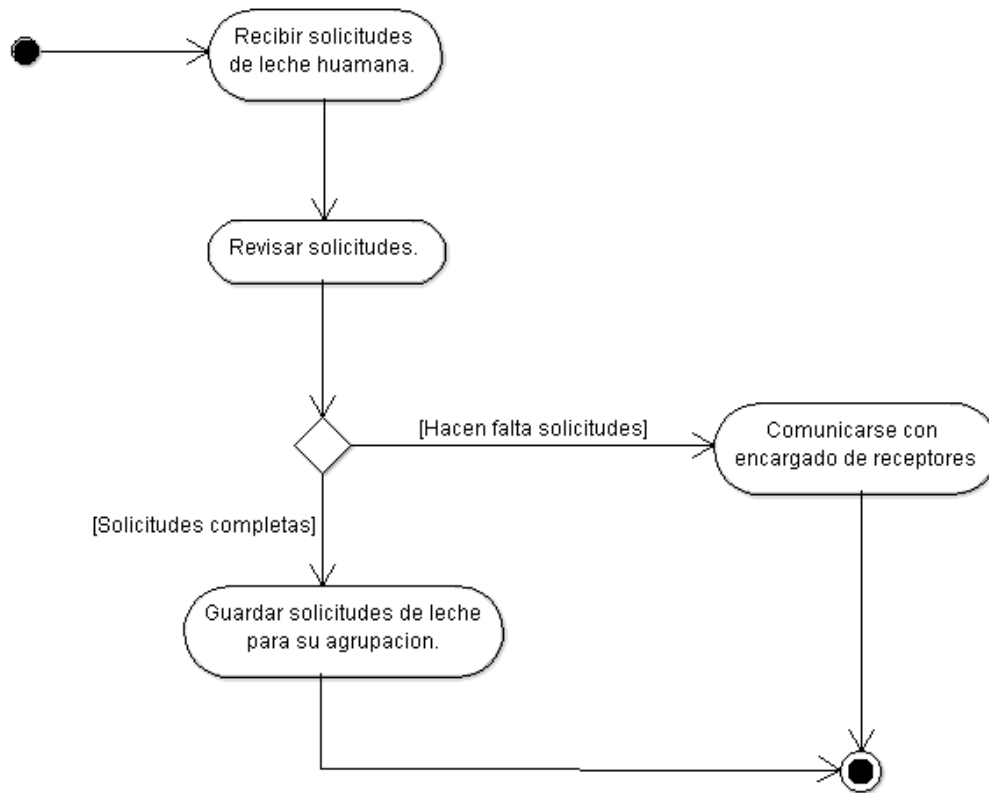 Recibir solicitudes
de leche huamana.
Revisar solicitudes.
[Hacen falta solicitudes]
Comunicarse con
encargado de receptores
[Solicitudes completas]
Guardar solicitudes de leche
para su agrupacion.